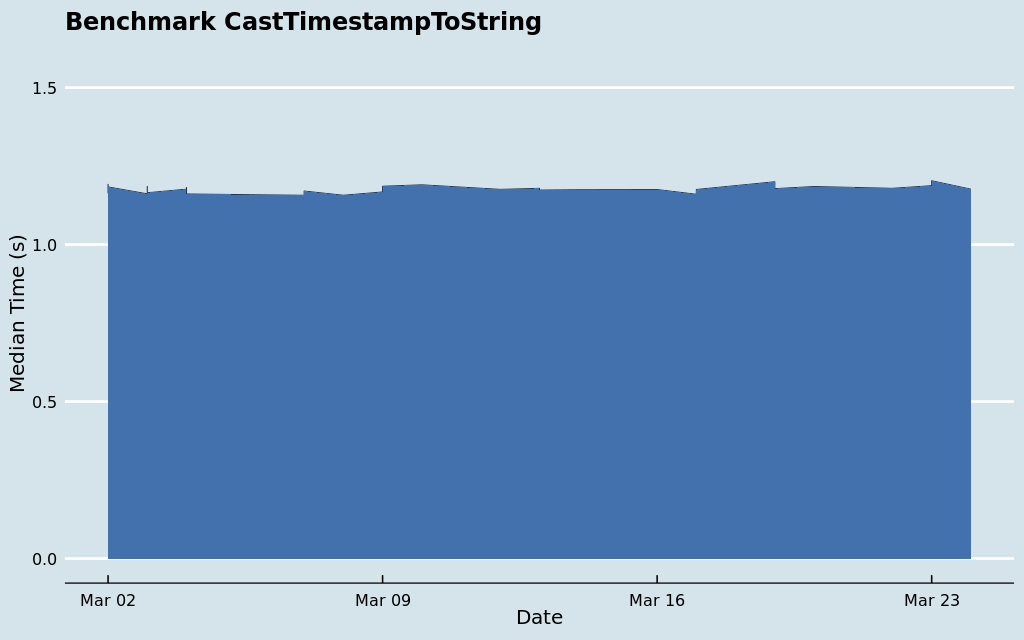 Benchmark CastTimestampToString
1.5
1.0
0.5
0.0
Median Time (s)
Mar 02
Mar 09
Mar 16
Mar 23
Date